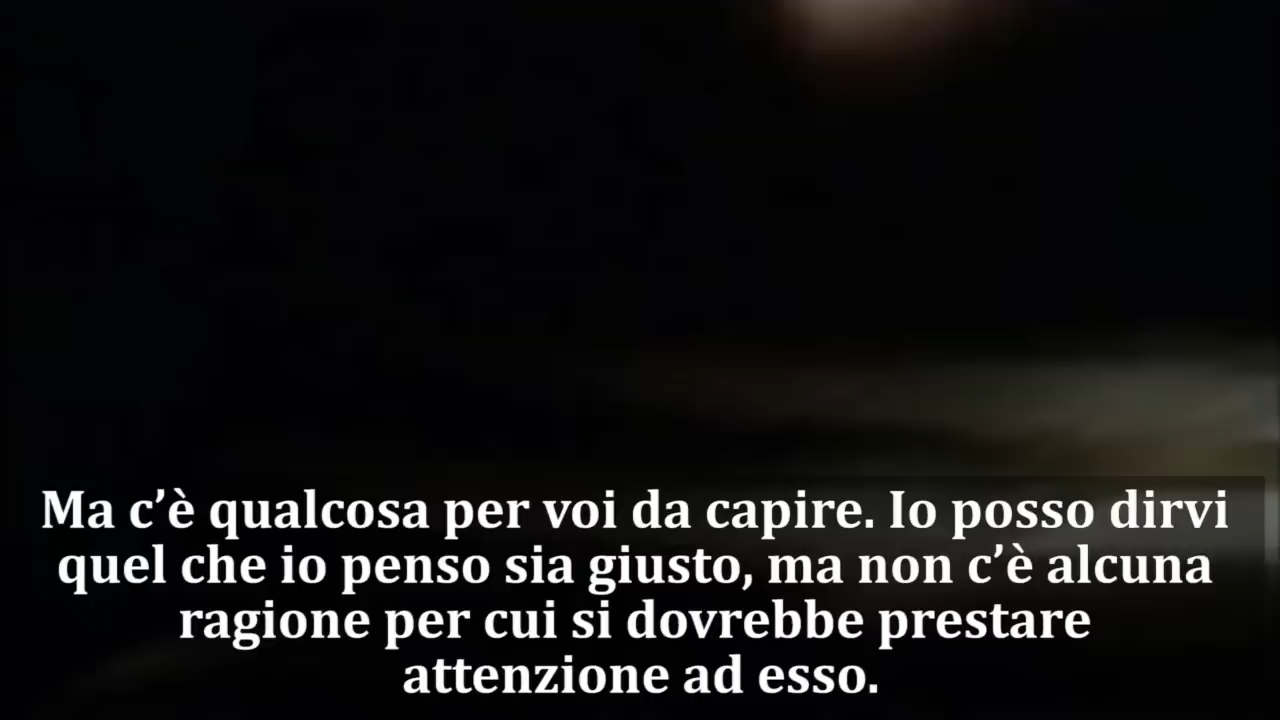 Ma c’è qualcosa per voi da capire. Io posso dirvi
quel che io penso sia giusto, ma non c’è alcuna
ragione per cui si dovrebbe prestare
attenzione ad esso.